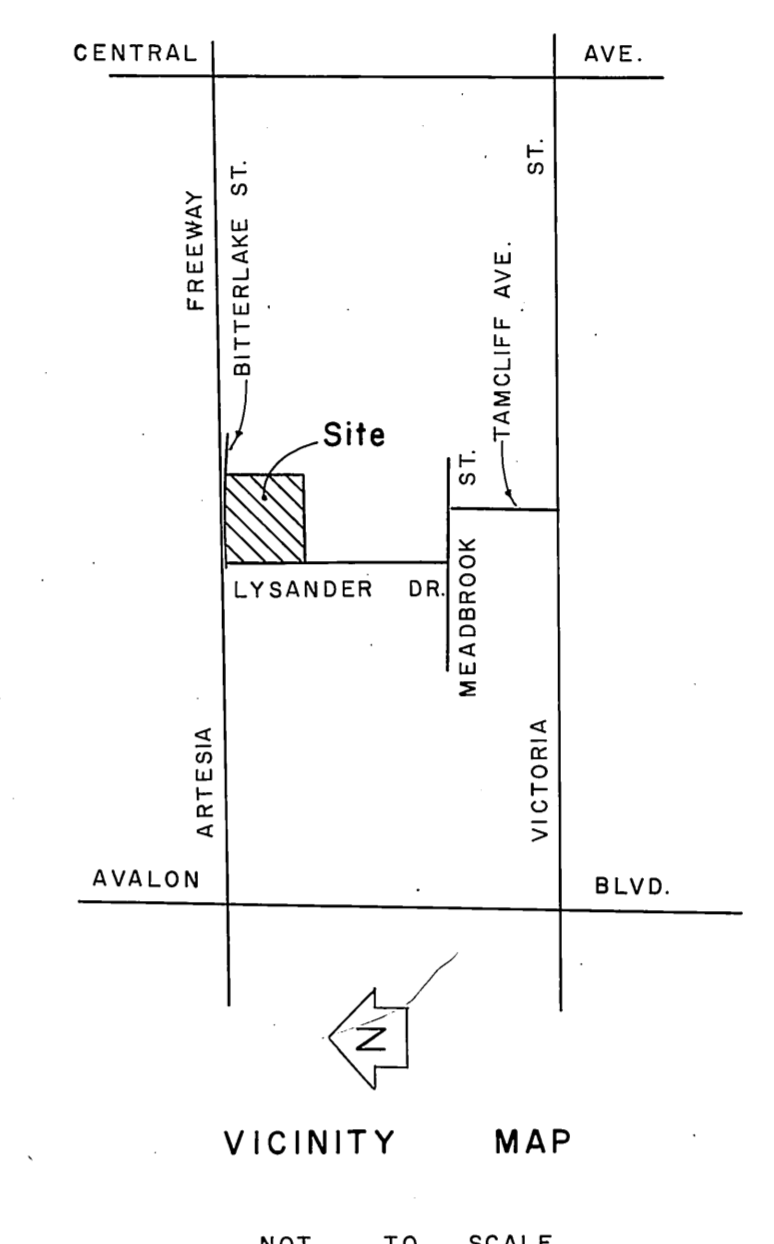 CENTRAL AVE.
ST.
FREEWAY
BITTERLAKE ST.
TAMCLIFF AVE.
Site
ST.
LYSANDER DR.
MEADBROOK
ARTESIA
VICTORIA
AVALON BLVD.
N
VICINITY MAP
NOT TO SCALE